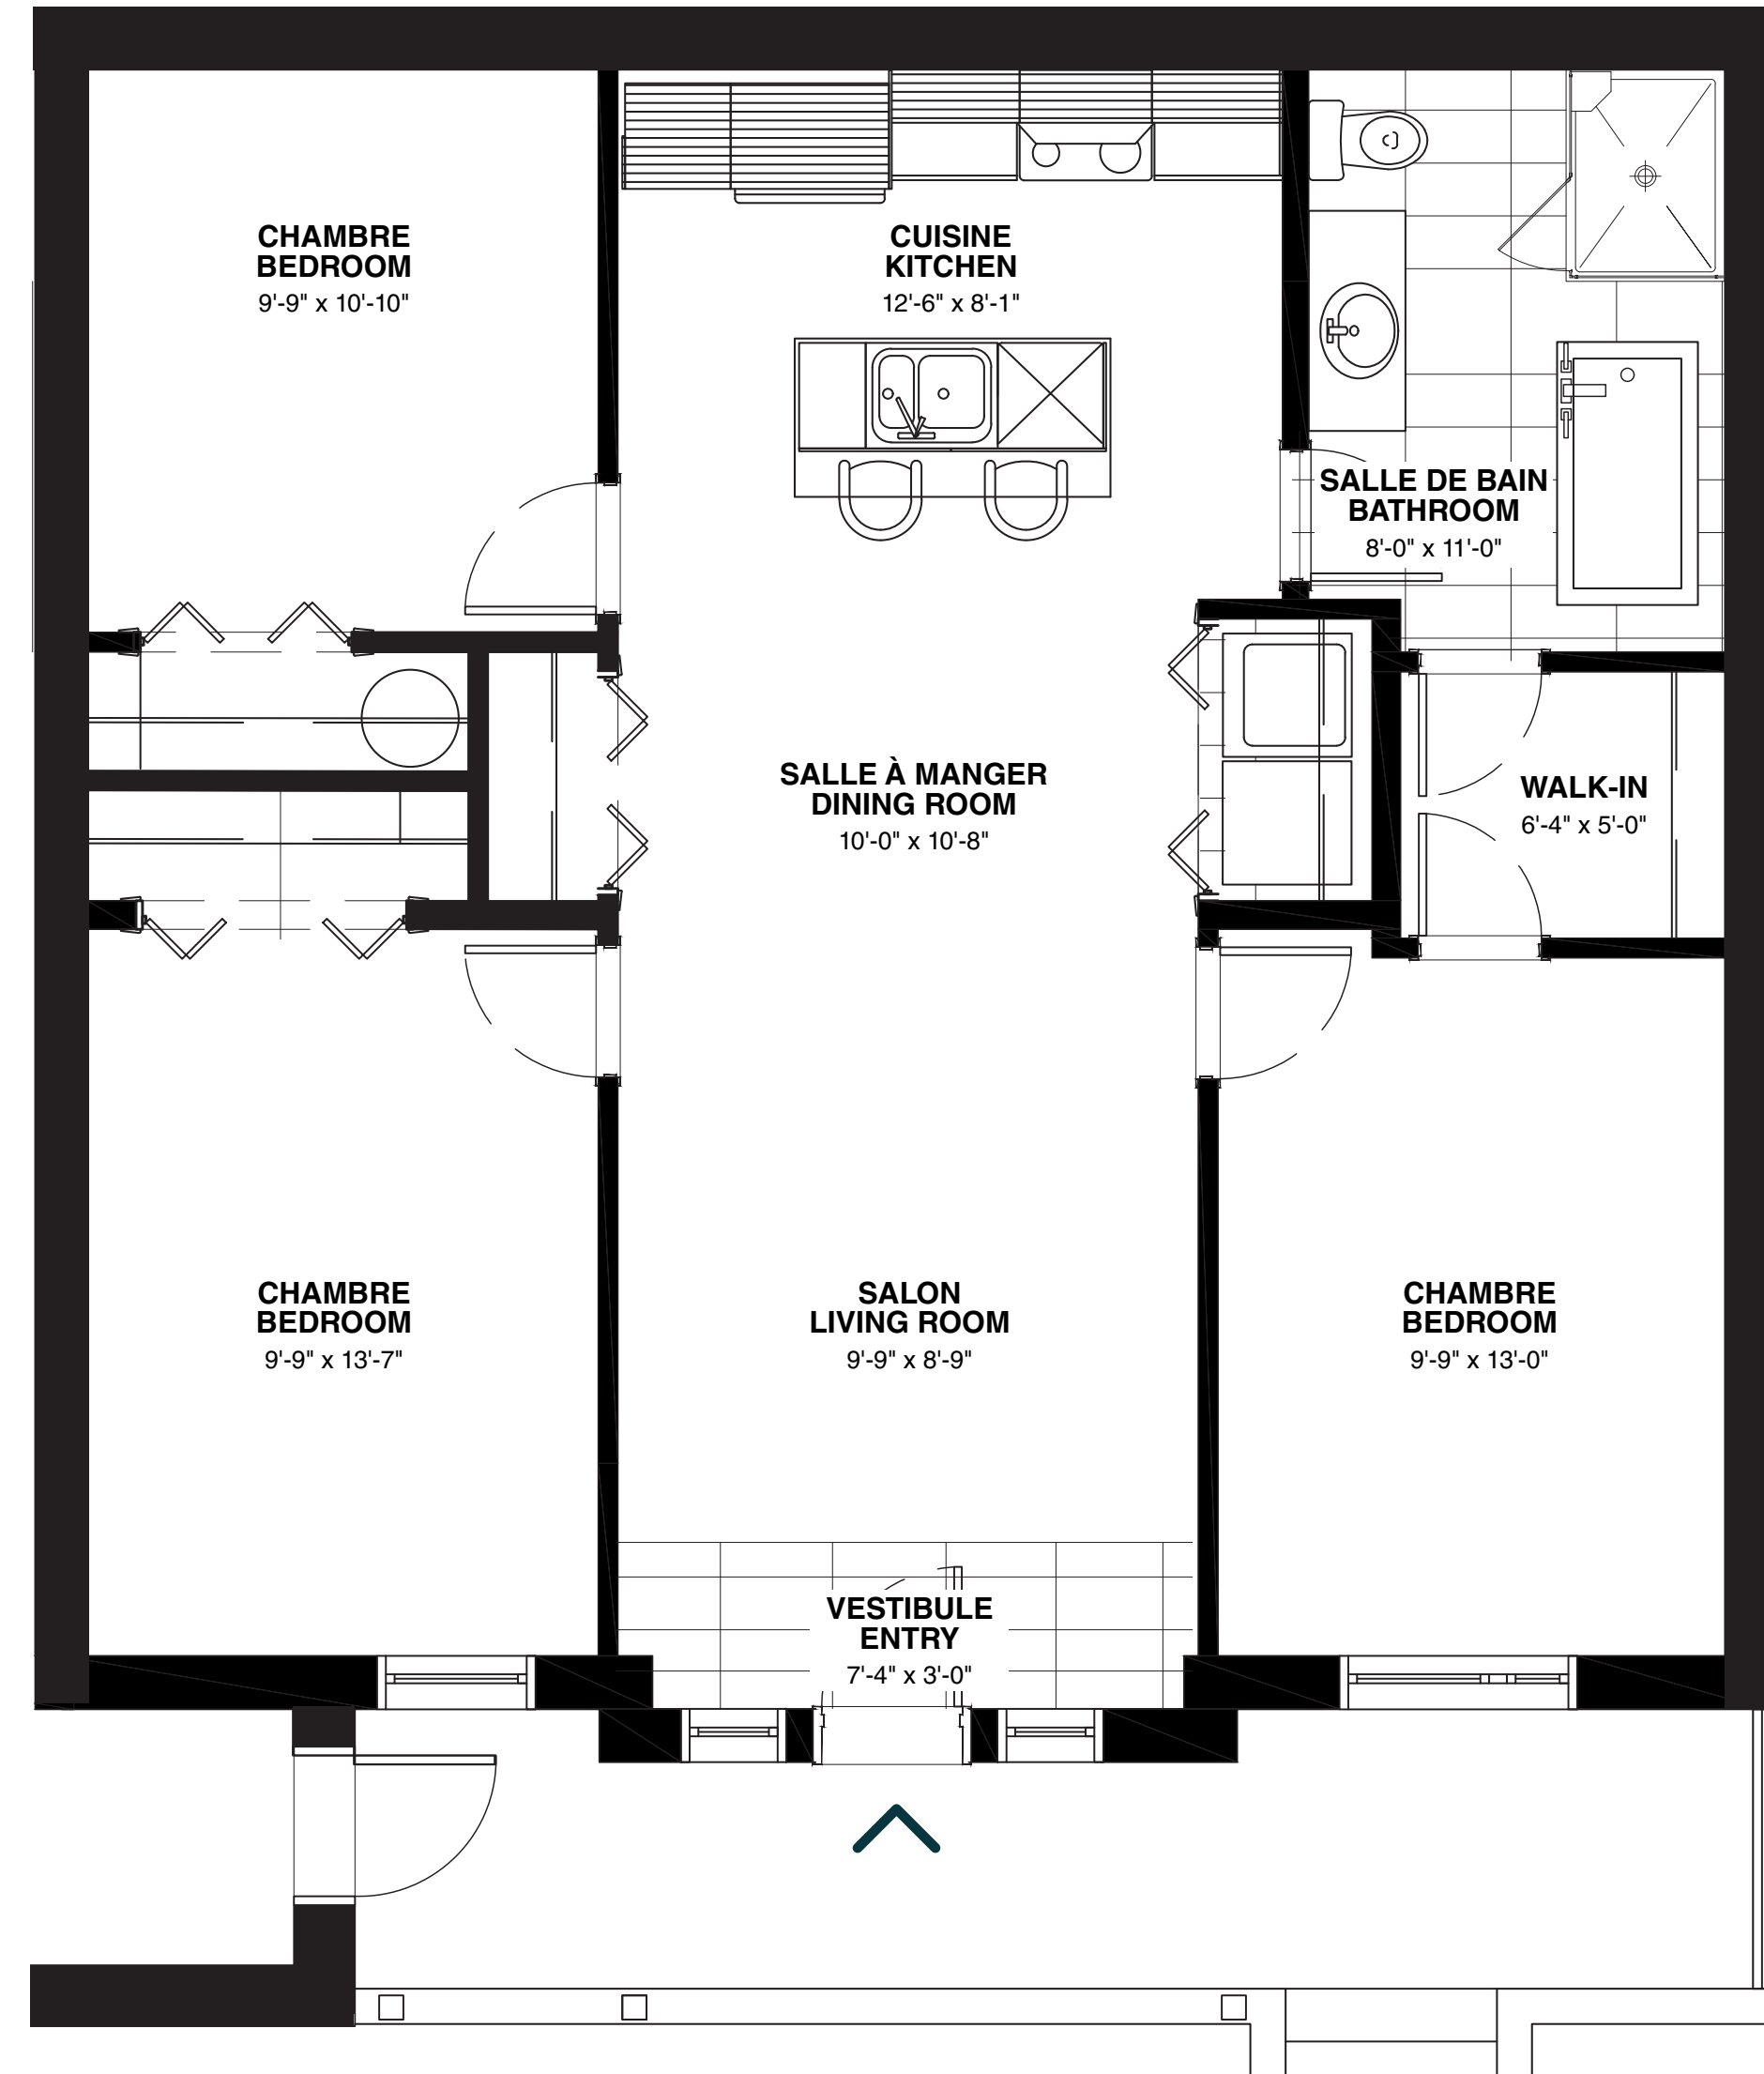 CHAMBRE
BEDROOM
9'-9" x 10'-10"
CUISINE
KITCHEN
12'-6" x 8'-1"
SALLE DE BAIN
BATHROOM
8'-0" x 11'-0"
SALLE À MANGER
DINING ROOM
10'-0" x 10'-8"
WALK-IN
6'-4" x 5'-0"
CHAMBRE
BEDROOM
9'-9" x 13'-7"
SALON
LIVING ROOM
9'-9" x 8'-9"
CHAMBRE
BEDROOM
9'-9" x 13'-0"
VESTIBULE
ENTRY
7'-4" x 3'-0"